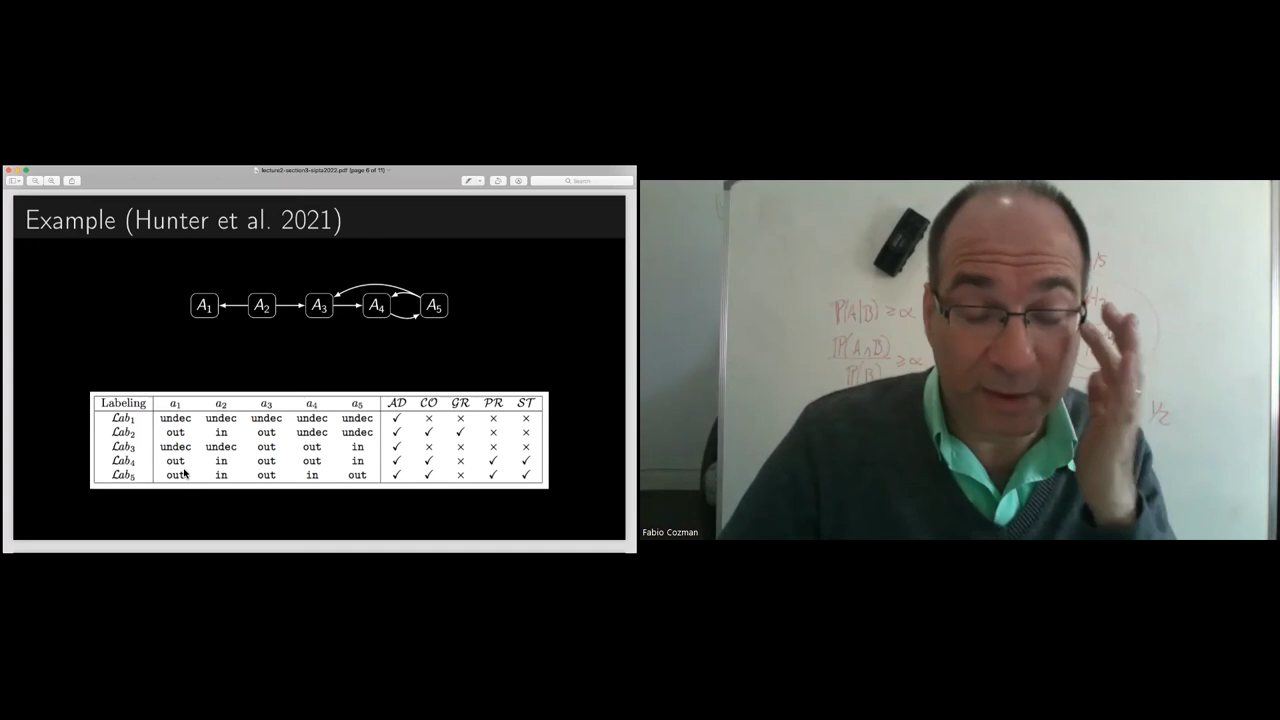 lecture2-section3-isipta2022.pdf (page 6 of 11)
Search
Example (Hunter et al. 2021)
A1 A2 A3 A4 A5
Labeling a1 a2 a3 a4 a5 AD CO GR PR ST
Lab1 undec undec undec undec undec ✓ × × × ×
Lab2 out in out undec undec ✓ ✓ ✓ × ×
Lab3 undec undec out out in ✓ × × × ×
Lab4 out in out out in ✓ ✓ × ✓ ✓
Lab5 out in out in out ✓ ✓ × ✓ ✓
P(A|B) ≥ α
P(A∩B) ≥ α
P(B)
1/2
Fabio Cozman